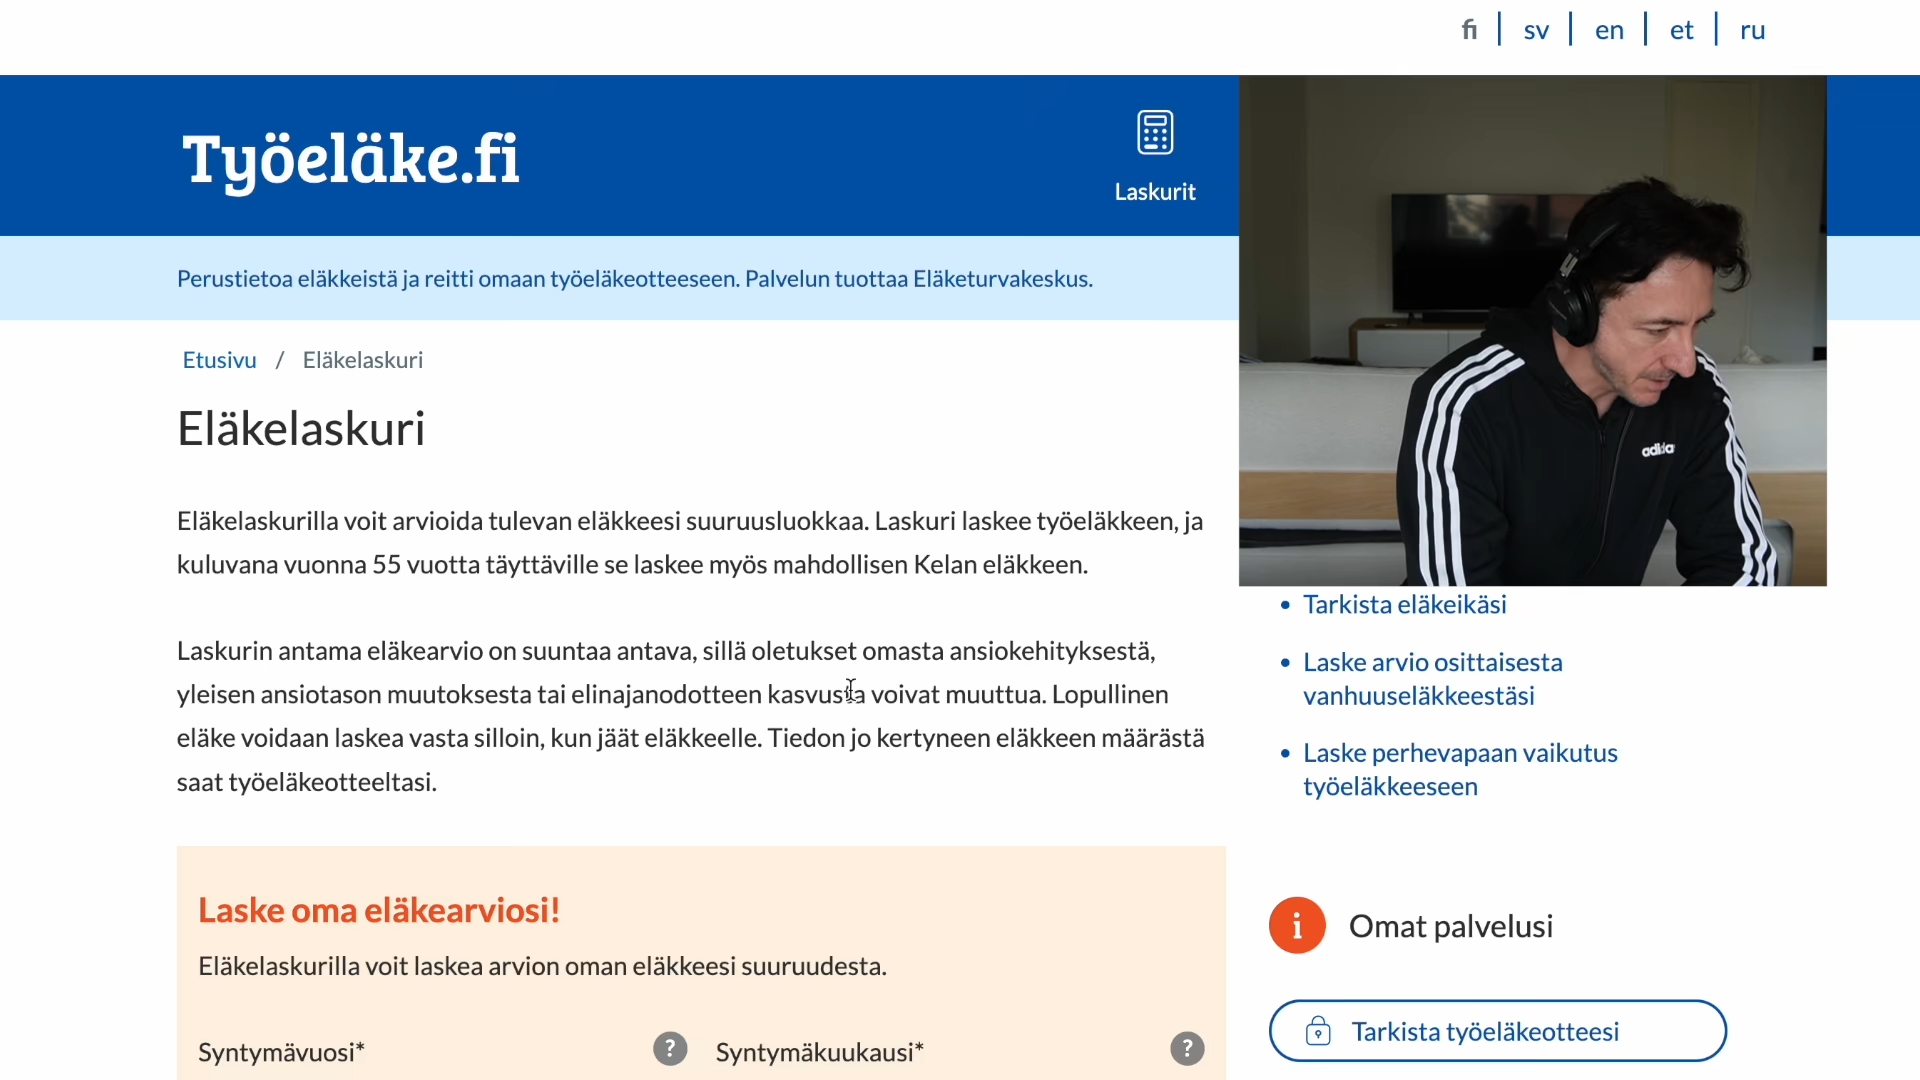 fi | sv | en | et | ru
Työeläke.fi
Laskurit
Perustietoa eläkkeistä ja reitti omaan työeläkeotteeseen. Palvelun tuottaa Eläketurvakeskus.
Etusivu / Eläkelaskuri
Eläkelaskuri
Eläkelaskurilla voit arvioida tulevan eläkkeesi suuruusluokkaa. Laskuri laskee työeläkkeen, ja
kuluvana vuonna 55 vuotta täyttäville se laskee myös mahdollisen Kelan eläkkeen.
Laskurin antama eläkearvio on suuntaa antava, sillä oletukset omasta ansiokehityksestä,
yleisen ansiotason muutoksesta tai elinajanodotteen kasvusta voivat muuttua. Lopullinen
eläke voidaan laskea vasta silloin, kun jäät eläkkeelle. Tiedon jo kertyneen eläkkeen määrästä
saat työeläkeotteeltasi.
Laske oma eläkearviosi!
Eläkelaskurilla voit laskea arvion oman eläkkeesi suuruudesta.
Syntymävuosi* ? Syntymäkuukausi* ?
adidas
• Tarkista eläkeikäsi
• Laske arvio osittaisesta
vanhuuseläkkeestäsi
• Laske perhevapaan vaikutus
työeläkkeeseen
i Omat palvelusi
Tarkista työeläkeotteesi